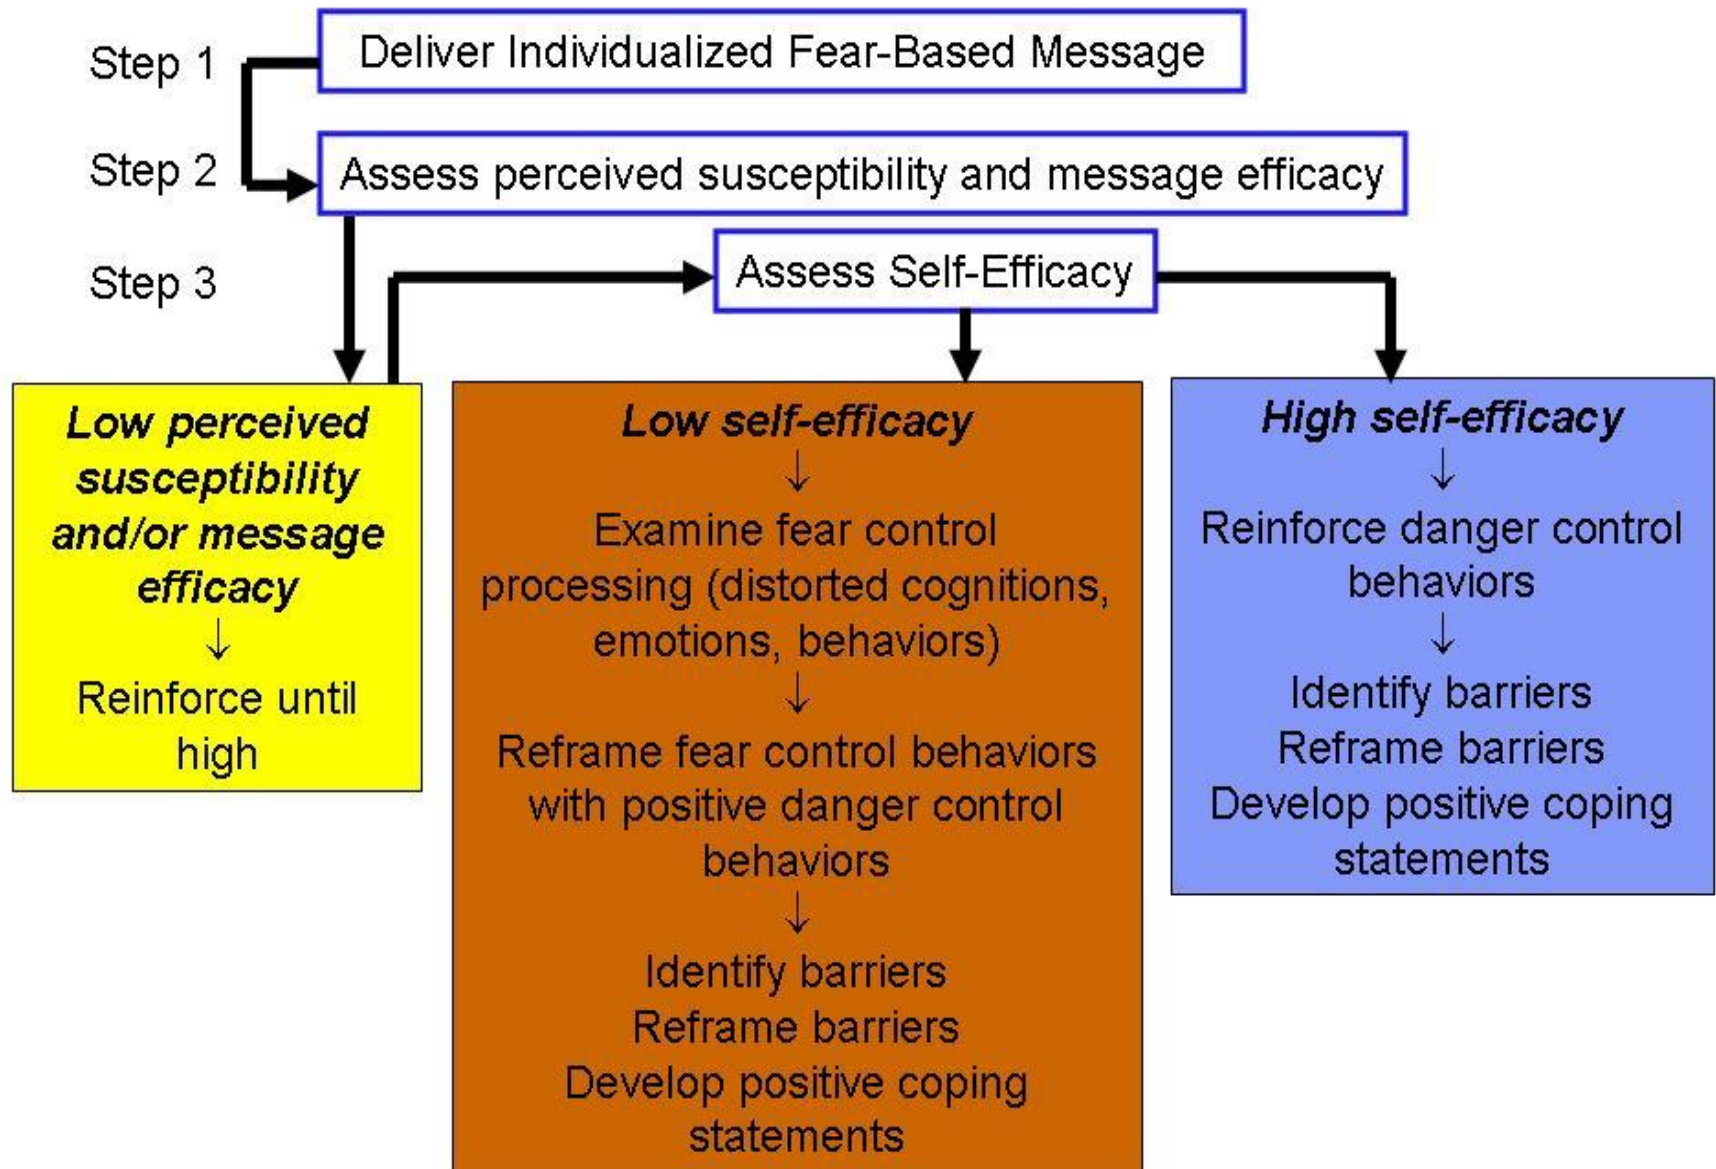 Step 1
Deliver Individualized Fear-Based Message
Step 2
Assess perceived susceptibility and message efficacy
Step 3
Assess Self-Efficacy
Low perceived
susceptibility
and/or message
efficacy
↓
Reinforce until
high
Low self-efficacy
↓
Examine fear control
processing (distorted cognitions,
emotions, behaviors)
↓
Reframe fear control behaviors
with positive danger control
behaviors
↓
Identify barriers
Reframe barriers
Develop positive coping
statements
High self-efficacy
↓
Reinforce danger control
behaviors
↓
Identify barriers
Reframe barriers
Develop positive coping
statements